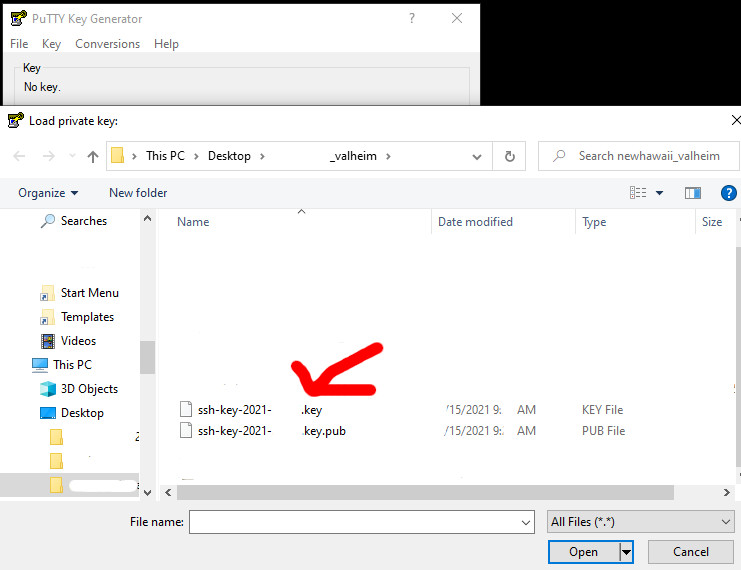 PuTTY Key Generator
?
File Key Conversions Help
Key
No key.
Load private key:
This PC Desktop _valheim
Search newhawaii_valheim
Organize New folder
?
Searches
Name Date modified Type Size
Start Menu
Templates
Videos
This PC
3D Objects
Desktop
ssh-key-2021- .key /15/2021 9:. AM KEY File
ssh-key-2021- .key.pub /15/2021 9:. AM PUB File
File name: All Files (*.*)
Open Cancel